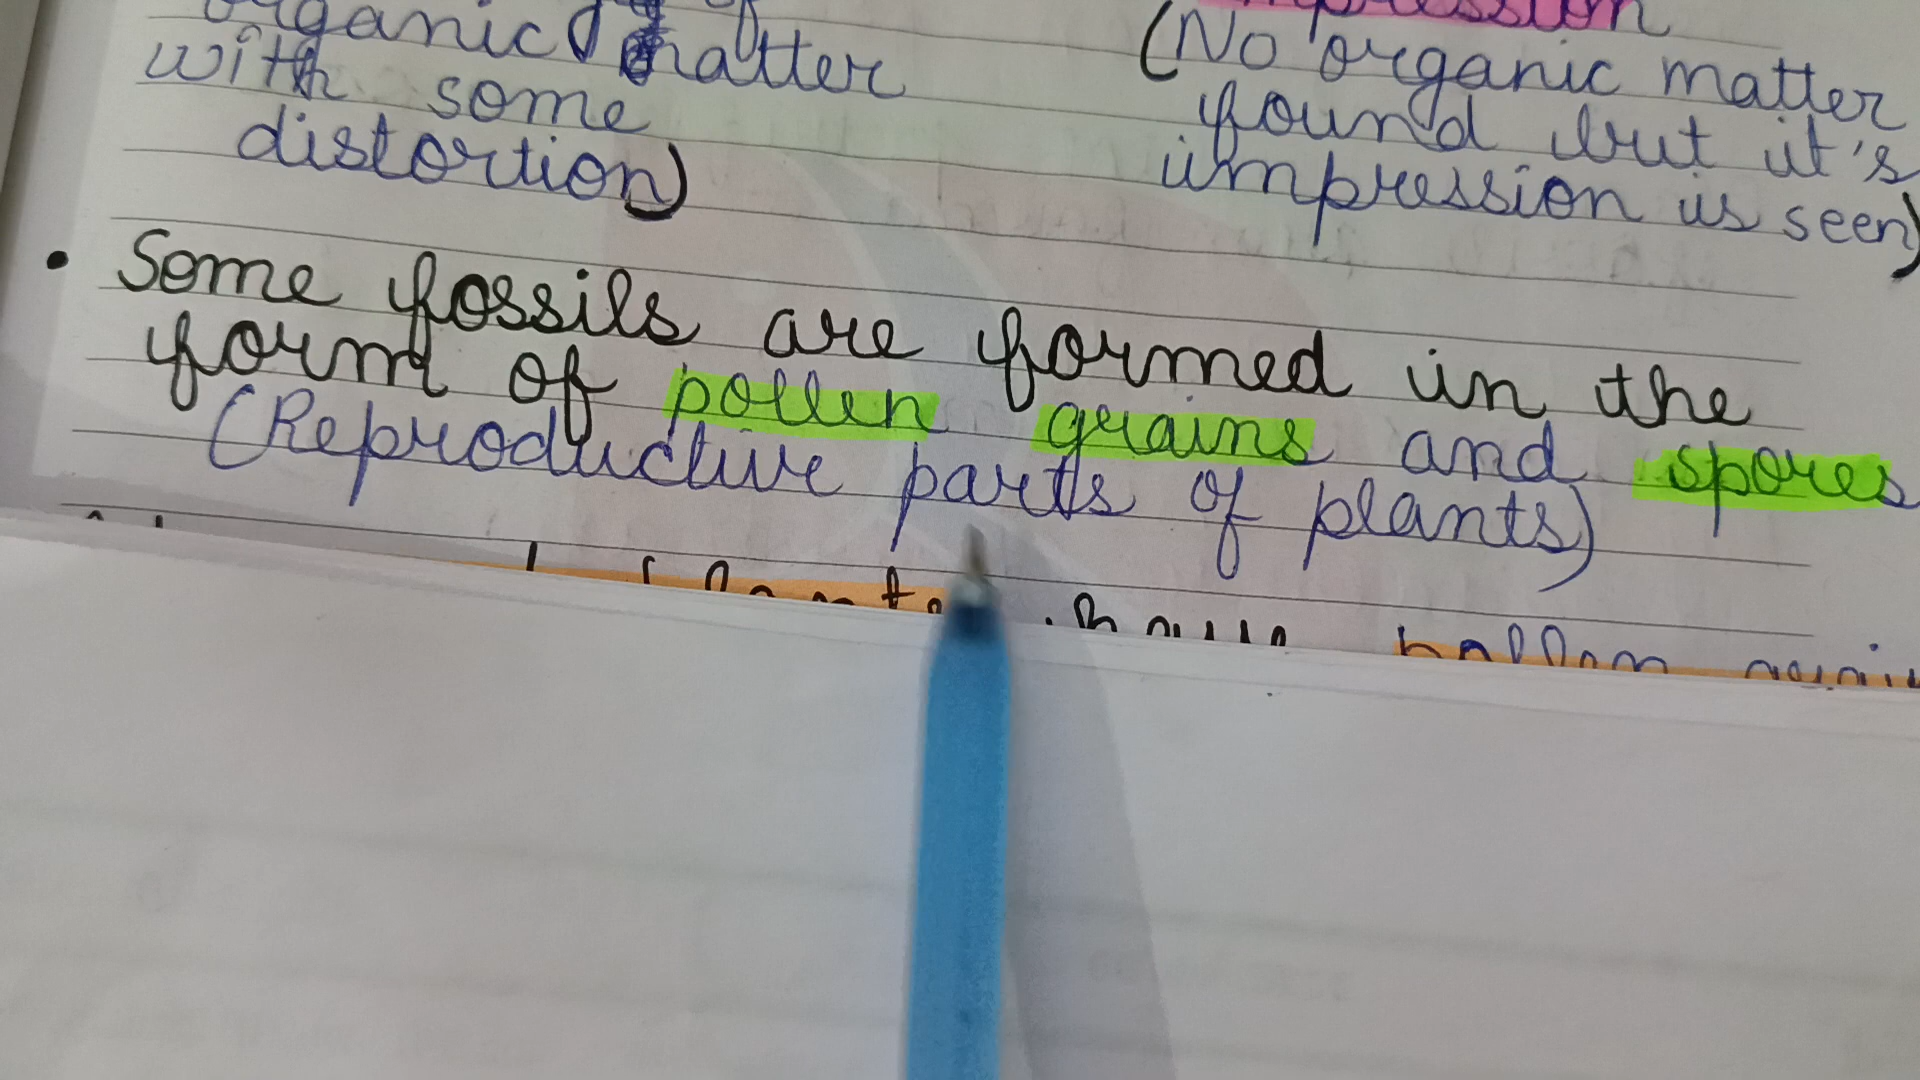 organic matter
with some
distortion)
(No organic matter
found but it's
impression is seen)
• Some fossils are formed in the
form of pollen grains and spores
(Reproductive parts of plants)